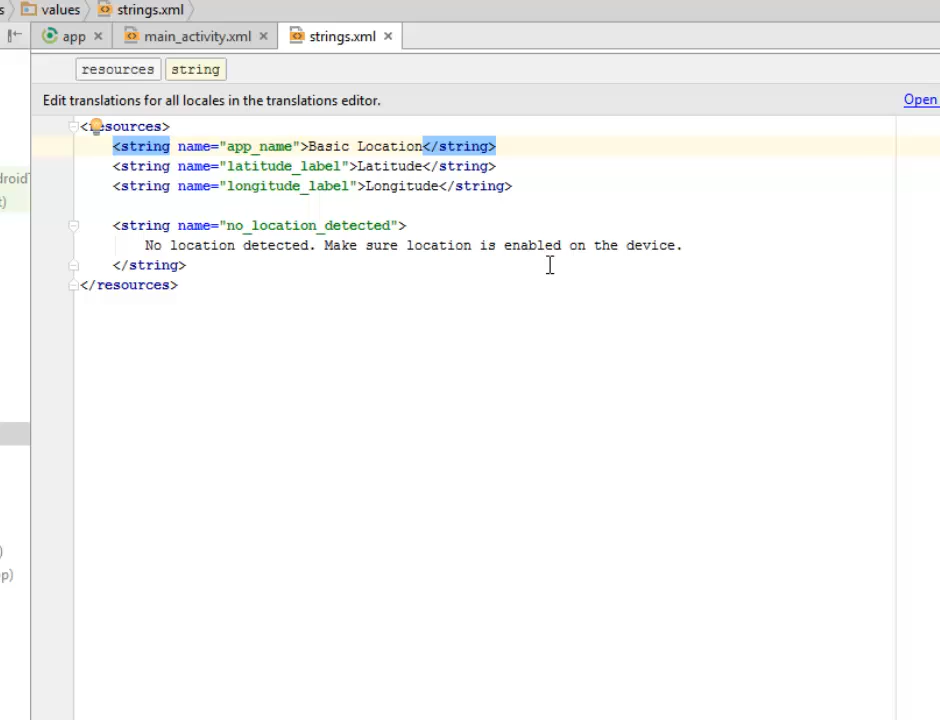 s values strings.xml
app main_activity.xml strings.xml
resources string
Edit translations for all locales in the translations editor. Open
<resources>
<string name="app_name">Basic Location</string>
<string name="latitude_label">Latitude</string>
<string name="longitude_label">Longitude</string>
<string name="no_location_detected">
No location detected. Make sure location is enabled on the device.
</string>
</resources>
droidT
t)
)
p)